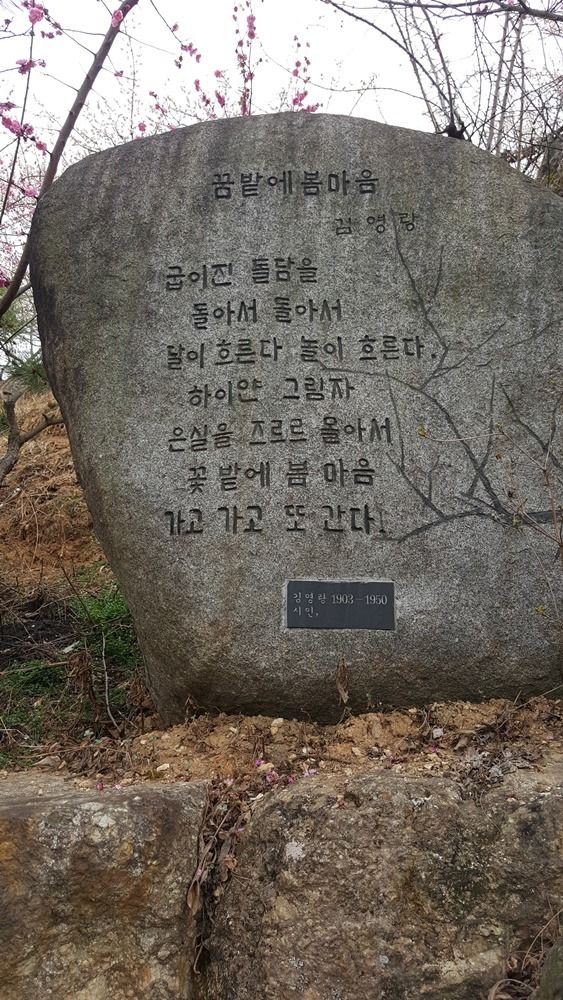 꿈밭에봄마음
김영랑
굽이진 돌담을
돌아서 돌아서
달이 흐른다 놀이 흐른다.
하이얀 그림자
은실을 즈르르 몰아서
꽃밭에 봄 마음
가고 가고 또 간다.
김영랑 1903-1950
시인,